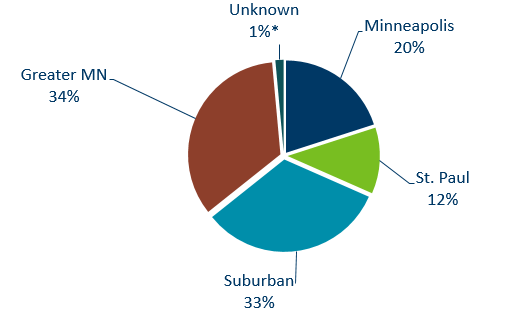 Unknown
1%*
Minneapolis
20%
Greater MN
34%
St. Paul
12%
Suburban
33%